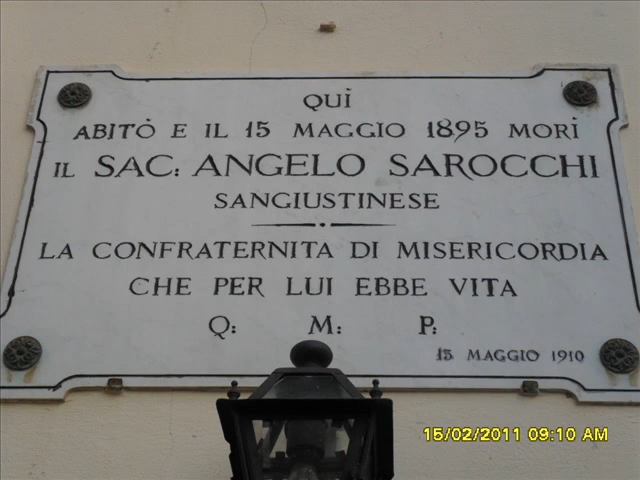 QUÌ
ABITÒ E IL 15 MAGGIO 1895 MORÌ
IL SAC: ANGELO SAROCCHI
SANGIUSTINESE
LA CONFRATERNITA DI MISERICORDIA
CHE PER LUI EBBE VITA
Q: M: P:
15 MAGGIO 1910
15/02/2011 09:10 AM